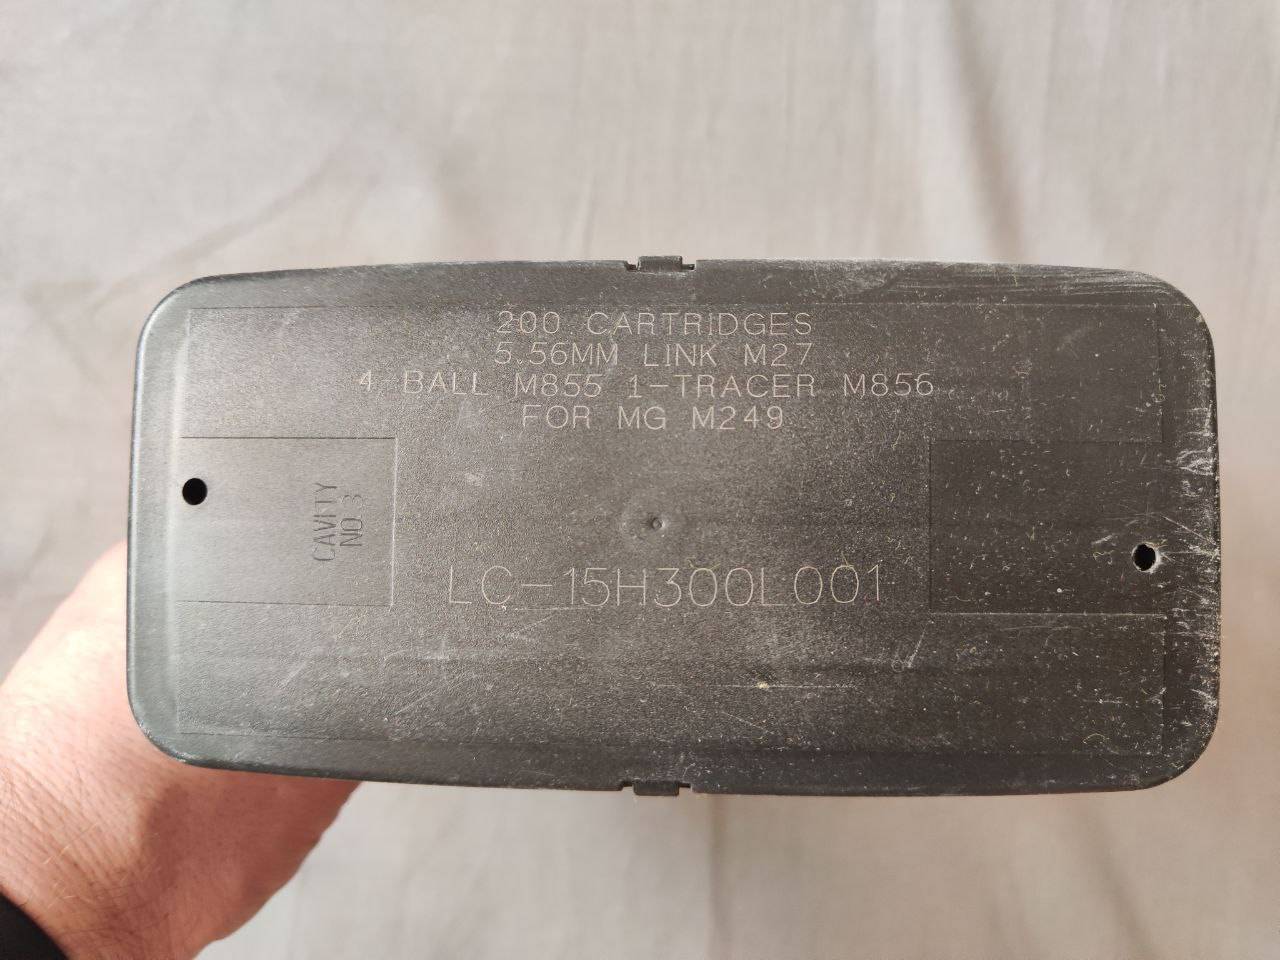 200 CARTRIDGES
5.56MM LINK M27
4-BALL M855 1-TRACER M856
FOR MG M249
CAVITY
NO 3
LC-15H300L001